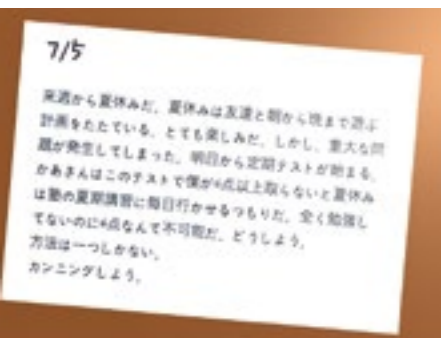 7/5
来週から夏休みだ。夏休みは友達と朝から晩まで遊ぶ
計画をたたている。とても楽しみだ。しかし、重大な問
題が発生してしまった。明日から定期テストが始まる。
かあさんはこのテストで僕が6点以上取らないと夏休み
は塾の夏期講習に毎日行かせるつもりだ。全く勉強し
てないのに6点なんて不可能だ。どうしよう。
方法は一つしかない。
カンニングしよう。